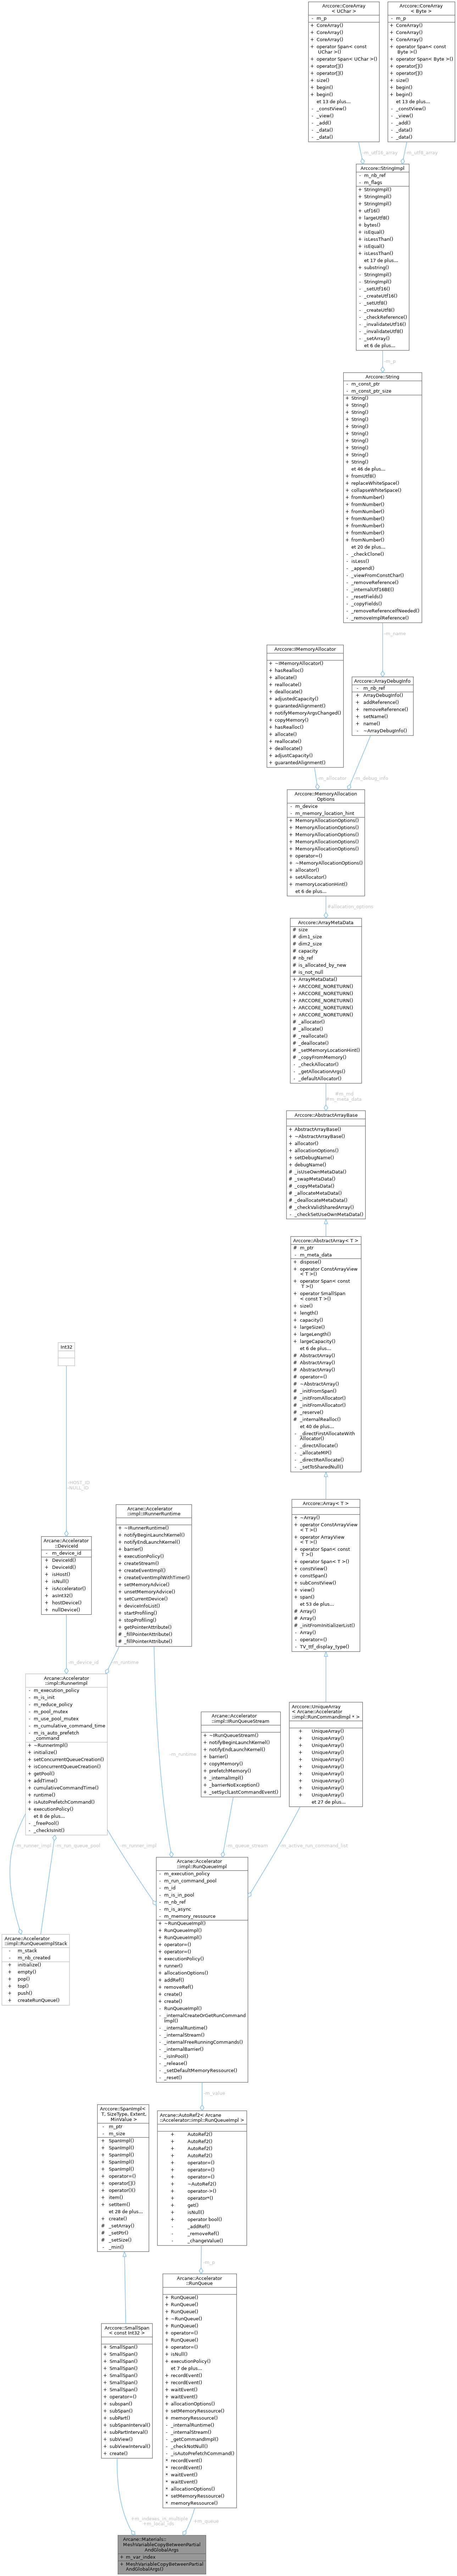 Arccore::CoreArray
< UChar >
- m_p
+ CoreArray()
+ CoreArray()
+ CoreArray()
+ operator Span< const
UChar >()
+ operator Span< UChar >()
+ operator[]()
+ operator[]()
+ size()
+ begin()
+ begin()
et 13 de plus...
- _constView()
- _view()
- _add()
- _data()
- _data()
Arccore::CoreArray
< Byte >
- m_p
+ CoreArray()
+ CoreArray()
+ CoreArray()
+ operator Span< const
Byte >()
+ operator Span< Byte >()
+ operator[]()
+ operator[]()
+ size()
+ begin()
+ begin()
et 13 de plus...
- _constView()
- _view()
- _add()
- _data()
- _data()
-m_utf16_array
-m_utf8_array
Arccore::StringImpl
- m_nb_ref
- m_flags
+ StringImpl()
+ StringImpl()
+ StringImpl()
+ utf16()
+ largeUtf8()
+ bytes()
+ isEqual()
+ isLessThan()
+ isEqual()
+ isLessThan()
et 17 de plus...
+ substring()
- StringImpl()
- StringImpl()
- _setUtf16()
- _createUtf16()
- _setUtf8()
- _createUtf8()
- _checkReference()
- _invalidateUtf16()
- _invalidateUtf8()
- _setArray()
et 6 de plus...
-m_p
Arccore::String
- m_const_ptr
- m_const_ptr_size
+ String()
+ String()
+ String()
+ String()
+ String()
+ String()
+ String()
+ String()
+ String()
+ String()
et 46 de plus...
+ fromUtf8()
+ replaceWhiteSpace()
+ collapseWhiteSpace()
+ fromNumber()
+ fromNumber()
+ fromNumber()
+ fromNumber()
+ fromNumber()
+ fromNumber()
+ fromNumber()
et 20 de plus...
- _checkClone()
- isLess()
- _append()
- _viewFromConstChar()
- _removeReference()
- _internalUtf16BE()
- _resetFields()
- _copyFields()
- _removeReferenceIfNeeded()
- _removeImplReference()
-m_name
Arccore::IMemoryAllocator
+ ~IMemoryAllocator()
+ hasRealloc()
+ allocate()
+ reallocate()
+ deallocate()
+ adjustedCapacity()
+ guarantedAlignment()
+ notifyMemoryArgsChanged()
+ copyMemory()
+ hasRealloc()
+ allocate()
+ reallocate()
+ deallocate()
+ adjustCapacity()
+ guarantedAlignment()
Arccore::ArrayDebugInfo
- m_nb_ref
+ ArrayDebugInfo()
+ addReference()
+ removeReference()
+ setName()
+ name()
- ~ArrayDebugInfo()
-m_allocator
-m_debug_info
Arccore::MemoryAllocation
Options
- m_device
- m_memory_location_hint
+ MemoryAllocationOptions()
+ MemoryAllocationOptions()
+ MemoryAllocationOptions()
+ MemoryAllocationOptions()
+ MemoryAllocationOptions()
+ operator=()
+ ~MemoryAllocationOptions()
+ allocator()
+ setAllocator()
+ memoryLocationHint()
et 6 de plus...
#allocation_options
Arccore::ArrayMetaData
# size
# dim1_size
# dim2_size
# capacity
# nb_ref
# is_allocated_by_new
# is_not_null
+ ArrayMetaData()
+ ARCCORE_NORETURN()
+ ARCCORE_NORETURN()
+ ARCCORE_NORETURN()
+ ARCCORE_NORETURN()
# _allocator()
# _allocate()
# _reallocate()
# _deallocate()
# _setMemoryLocationHint()
# _copyFromMemory()
- _checkAllocator()
- _getAllocationArgs()
- _defaultAllocator()
#m_md
#m_meta_data
Arccore::AbstractArrayBase
+ AbstractArrayBase()
+ ~AbstractArrayBase()
+ allocator()
+ allocationOptions()
+ setDebugName()
+ debugName()
# _isUseOwnMetaData()
# _swapMetaData()
# _copyMetaData()
# _allocateMetaData()
# _deallocateMetaData()
# _checkValidSharedArray()
- _checkSetUseOwnMetaData()
Arccore::AbstractArray< T >
# m_ptr
- m_meta_data
+ dispose()
+ operator ConstArrayView
< T >()
+ operator Span< const
T >()
+ operator SmallSpan
< const T >()
+ size()
+ length()
+ capacity()
+ largeSize()
+ largeLength()
+ largeCapacity()
et 6 de plus...
# AbstractArray()
# AbstractArray()
# AbstractArray()
# operator=()
# ~AbstractArray()
# _initFromSpan()
# _initFromAllocator()
# _initFromAllocator()
# _reserve()
# _internalRealloc()
et 40 de plus...
- _directFirstAllocateWith
Allocator()
- _directAllocate()
- _allocateMP()
- _directReAllocate()
- _setToSharedNull()
Arccore::Array< T >
+ ~Array()
+ operator ConstArrayView
< T >()
+ operator ArrayView
< T >()
+ operator Span< const
T >()
+ operator Span< T >()
+ constView()
+ constSpan()
+ subConstView()
+ view()
+ span()
et 53 de plus...
# Array()
# Array()
# _initFromInitializerList()
- Array()
- operator=()
- TV_ttf_display_type()
Int32
-HOST_ID
-NULL_ID
Arcane::Accelerator
::DeviceId
- m_device_id
+ DeviceId()
+ DeviceId()
+ isHost()
+ isNull()
+ isAccelerator()
+ asInt32()
+ hostDevice()
+ nullDevice()
Arcane::Accelerator
::impl::IRunnerRuntime
+ ~IRunnerRuntime()
+ notifyBeginLaunchKernel()
+ notifyEndLaunchKernel()
+ barrier()
+ executionPolicy()
+ createStream()
+ createEventImpl()
+ createEventImplWithTimer()
+ setMemoryAdvice()
+ unsetMemoryAdvice()
+ setCurrentDevice()
+ deviceInfoList()
+ startProfiling()
+ stopProfiling()
+ getPointerAttribute()
# _fillPointerAttribute()
# _fillPointerAttribute()
-m_device_id
-m_runtime
Arcane::Accelerator
::impl::RunnerImpl
- m_execution_policy
- m_is_init
- m_reduce_policy
- m_pool_mutex
- m_use_pool_mutex
- m_cumulative_command_time
- m_is_auto_prefetch
_command
+ ~RunnerImpl()
+ initialize()
+ setConcurrentQueueCreation()
+ isConcurrentQueueCreation()
+ getPool()
+ addTime()
+ cumulativeCommandTime()
+ runtime()
+ isAutoPrefetchCommand()
+ executionPolicy()
et 8 de plus...
- _freePool()
- _checkIsInit()
-m_runtime
Arcane::Accelerator
::impl::IRunQueueStream
+ ~IRunQueueStream()
+ notifyBeginLaunchKernel()
+ notifyEndLaunchKernel()
+ barrier()
+ copyMemory()
+ prefetchMemory()
+ _internalImpl()
+ _barrierNoException()
+ _setSyclLastCommandEvent()
Arccore::UniqueArray
< Arcane::Accelerator
::impl::RunCommandImpl * >
+ UniqueArray()
+ UniqueArray()
+ UniqueArray()
+ UniqueArray()
+ UniqueArray()
+ UniqueArray()
+ UniqueArray()
+ UniqueArray()
+ UniqueArray()
+ UniqueArray()
et 27 de plus...
-m_runner_impl
-m_run_queue_pool
-m_runner_impl
-m_queue_stream
-m_active_run_command_list
Arcane::Accelerator
::impl::RunQueueImplStack
- m_stack
- m_nb_created
+ initialize()
+ empty()
+ pop()
+ top()
+ push()
+ createRunQueue()
Arcane::Accelerator
::impl::RunQueueImpl
- m_execution_policy
- m_run_command_pool
- m_id
- m_is_in_pool
- m_nb_ref
- m_is_async
- m_memory_ressource
+ ~RunQueueImpl()
+ RunQueueImpl()
+ RunQueueImpl()
+ operator=()
+ operator=()
+ executionPolicy()
+ runner()
+ allocationOptions()
+ addRef()
+ removeRef()
+ create()
+ create()
- RunQueueImpl()
- _internalCreateOrGetRunCommand
Impl()
- _internalRuntime()
- _internalStream()
- _internalFreeRunningCommands()
- _internalBarrier()
- _isInPool()
- _release()
- _setDefaultMemoryRessource()
- _reset()
-m_value
Arccore::SpanImpl<
T, SizeType, Extent,
MinValue >
- m_ptr
- m_size
+ SpanImpl()
+ SpanImpl()
+ SpanImpl()
+ SpanImpl()
+ SpanImpl()
+ operator=()
+ operator[]()
+ operator()()
+ item()
+ setItem()
et 28 de plus...
+ create()
# _setArray()
# _setPtr()
# _setSize()
- _min()
Arcane::AutoRef2< Arcane
::Accelerator::impl::RunQueueImpl >
+ AutoRef2()
+ AutoRef2()
+ AutoRef2()
+ AutoRef2()
+ operator=()
+ operator=()
+ operator=()
+ ~AutoRef2()
+ operator->()
+ operator*()
+ get()
+ isNull()
+ operator bool()
- _addRef()
- _removeRef()
- _changeValue()
-m_p
Arcane::Accelerator
::RunQueue
+ RunQueue()
+ RunQueue()
+ RunQueue()
+ ~RunQueue()
+ RunQueue()
+ operator=()
+ RunQueue()
+ operator=()
+ isNull()
+ executionPolicy()
et 7 de plus...
+ recordEvent()
+ recordEvent()
+ waitEvent()
+ waitEvent()
+ allocationOptions()
+ setMemoryRessource()
+ memoryRessource()
- _internalRuntime()
- _internalStream()
- _getCommandImpl()
- _checkNotNull()
- _isAutoPrefetchCommand()
+ recordEvent()
+ recordEvent()
+ waitEvent()
+ waitEvent()
+ allocationOptions()
+ setMemoryRessource()
+ memoryRessource()
Arccore::SmallSpan
< const Int32 >
+ SmallSpan()
+ SmallSpan()
+ SmallSpan()
+ SmallSpan()
+ SmallSpan()
+ SmallSpan()
+ SmallSpan()
+ operator=()
+ subspan()
+ subSpan()
+ subPart()
+ subSpanInterval()
+ subPartInterval()
+ subView()
+ subViewInterval()
+ create()
+m_indexes_in_multiple
+m_local_ids
+m_queue
Arcane::Materials::
MeshVariableCopyBetweenPartial
AndGlobalArgs
+ m_var_index
+ MeshVariableCopyBetweenPartial
AndGlobalArgs()